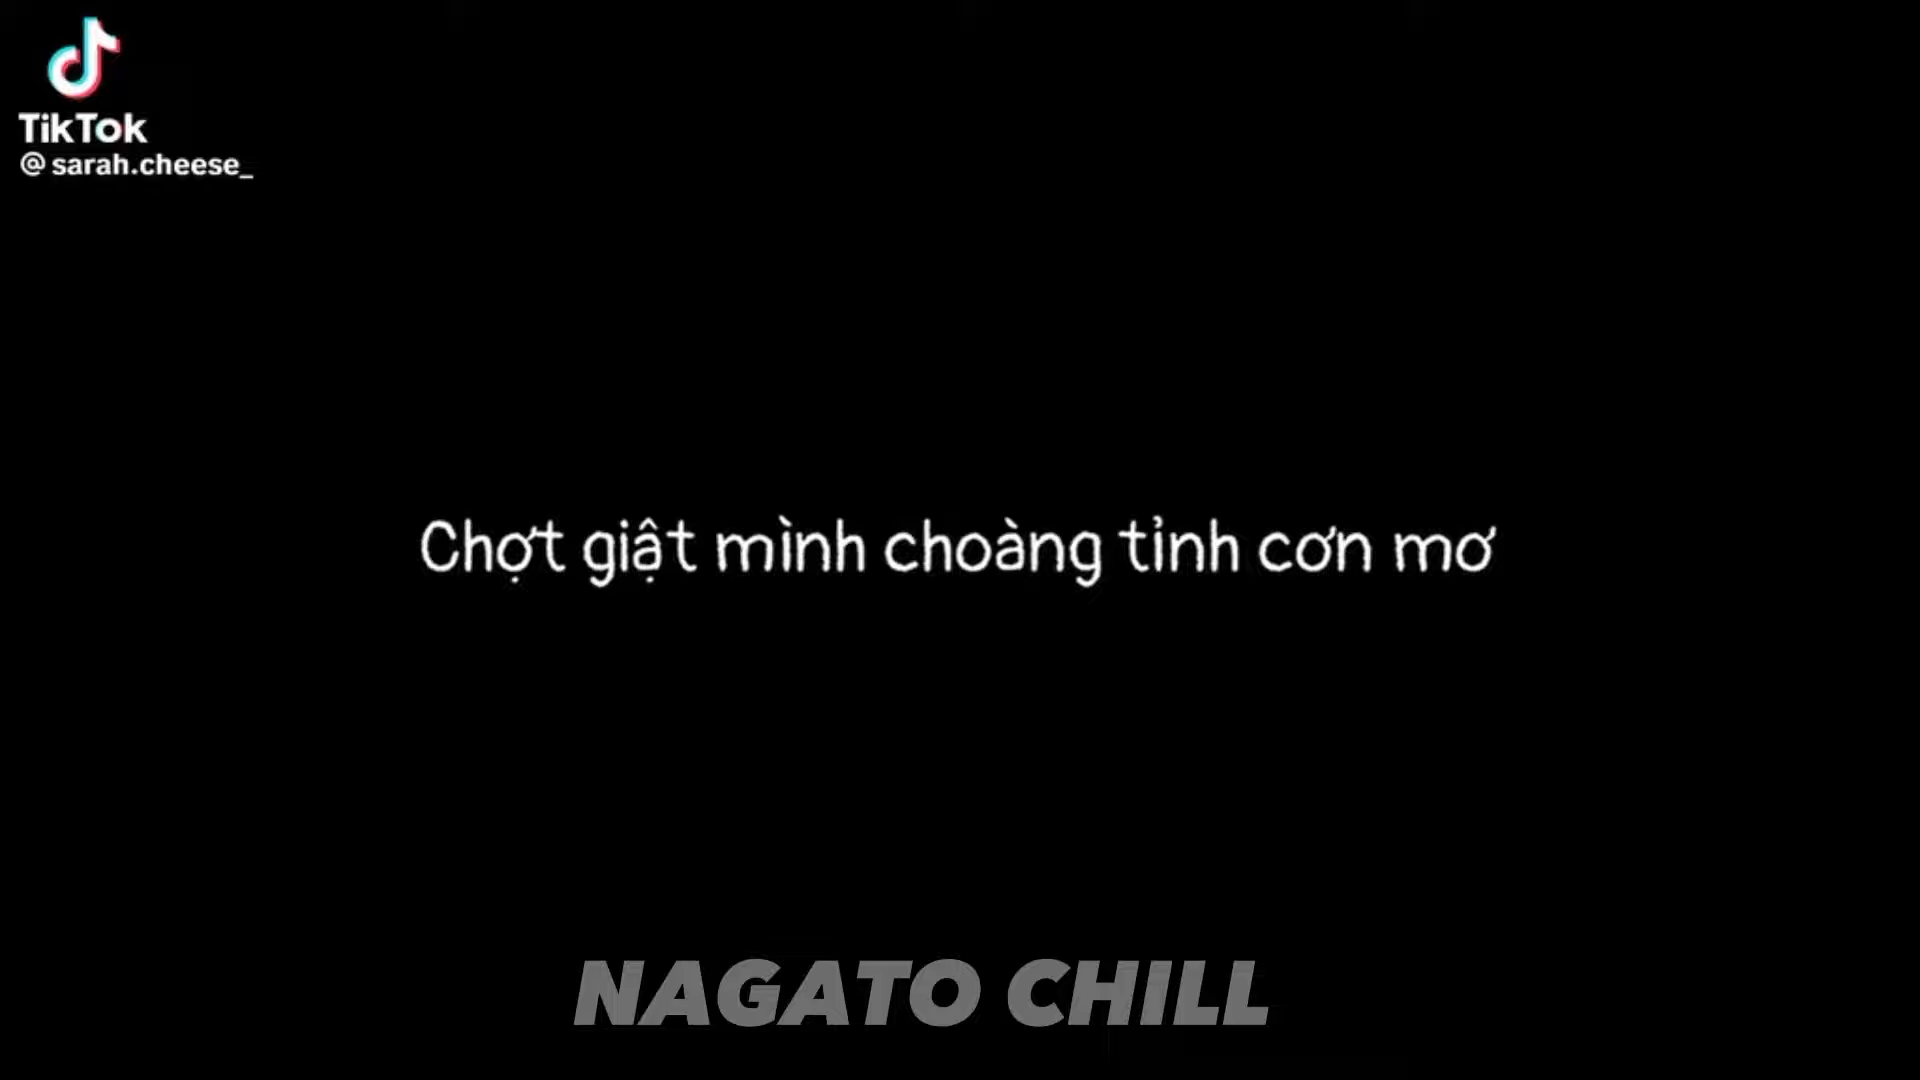 TikTok
@sarah.cheese_
Chợt giật mình choàng tỉnh cơn mơ
NAGATO CHILL